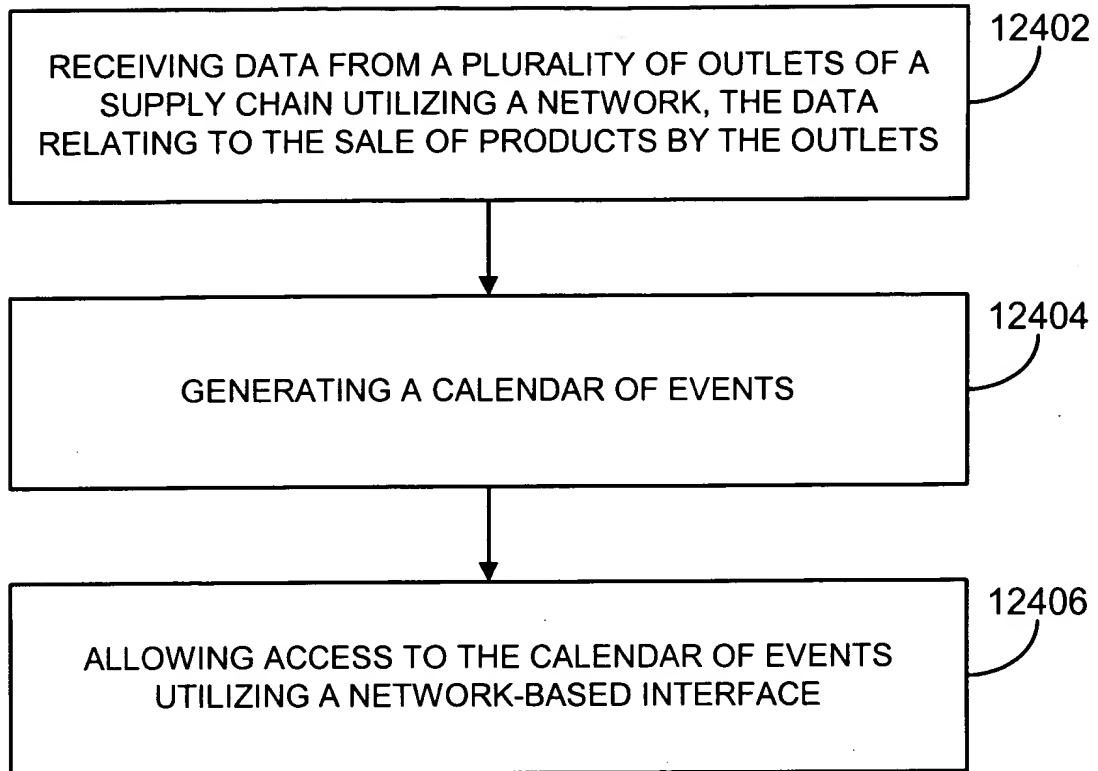 12402
RECEIVING DATA FROM A PLURALITY OF OUTLETS OF A
SUPPLY CHAIN UTILIZING A NETWORK, THE DATA
RELATING TO THE SALE OF PRODUCTS BY THE OUTLETS
12404
GENERATING A CALENDAR OF EVENTS
12406
ALLOWING ACCESS TO THE CALENDAR OF EVENTS
UTILIZING A NETWORK-BASED INTERFACE